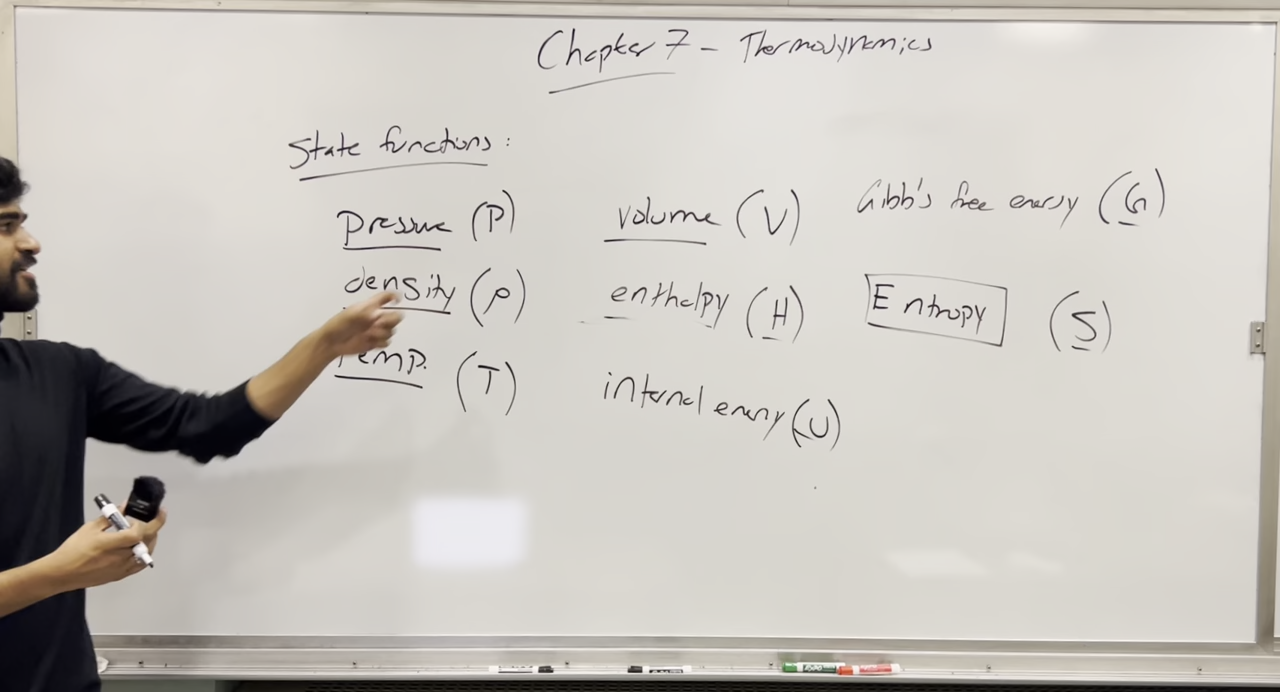 Chapter 7 - Thermodynamics
State functions:
pressure (P)
density (ρ)
Temp. (T)
volume (V)
enthalpy (H)
internal energy (U)
Gibb's free energy (G)
Entropy (S)